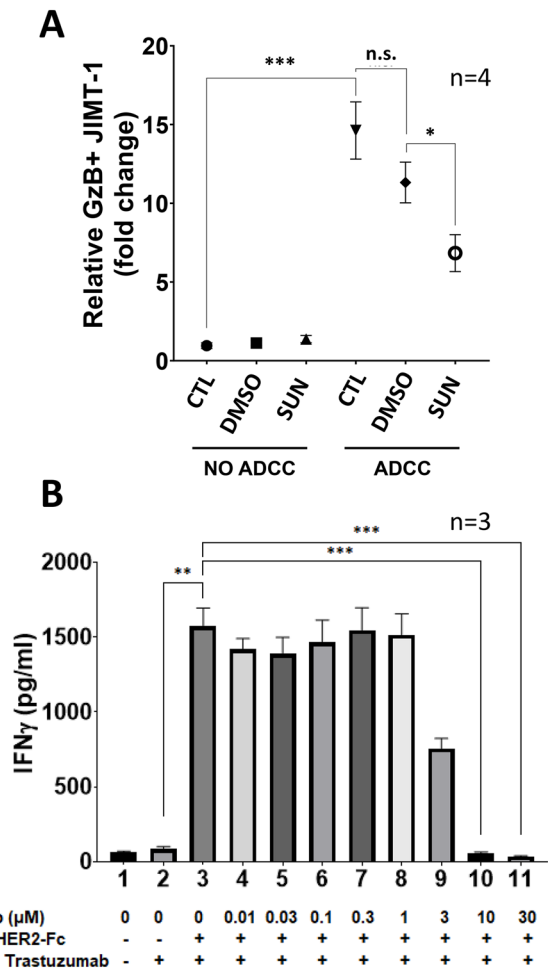 A
Relative GzB+ JIMT-1
(fold change)
20
15
10
5
0
***
n.s.
*
n=4
CTL
DMSO
SUN
CTL
DMSO
SUN
NO ADCC
ADCC
B
n=3
***
***
**
IFNγ (pg/ml)
2000
1500
1000
500
0
1 2 3 4 5 6 7 8 9 10 11
(µM) 0 0 0 0.01 0.03 0.1 0.3 1 3 10 30
HER2-Fc - - + + + + + + + + +
Trastuzumab - + + + + + + + + + +